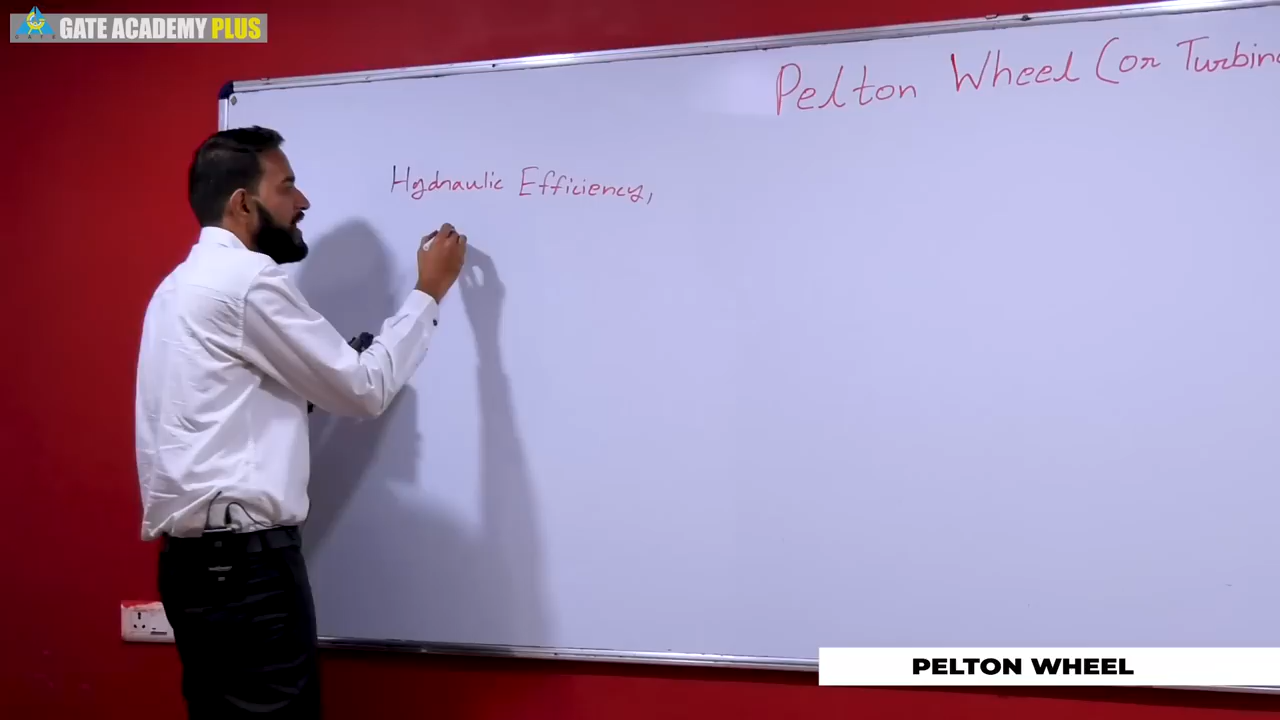 GATE ACADEMY PLUS
Pelton Wheel (or Turbine
Hydraulic Efficiency,
PELTON WHEEL